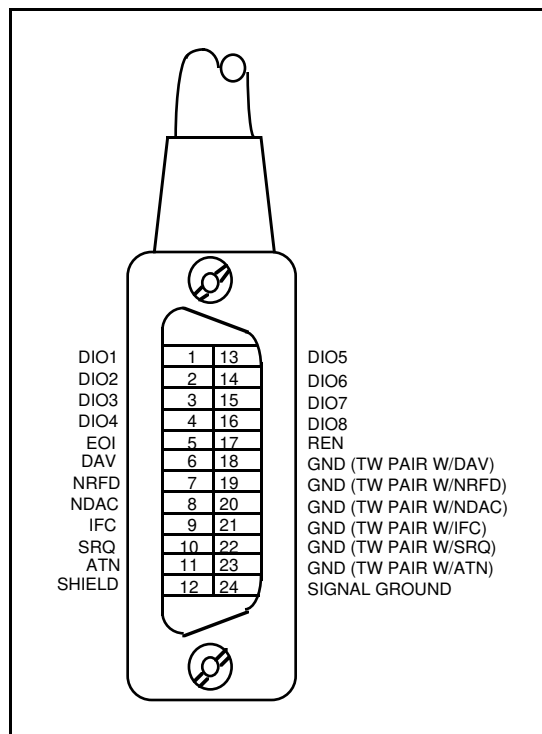 DIO1 1 13 DIO5
DIO2 2 14 DIO6
DIO3 3 15 DIO7
DIO4 4 16 DIO8
EOI 5 17 REN
DAV 6 18 GND (TW PAIR W/DAV)
NRFD 7 19 GND (TW PAIR W/NRFD)
NDAC 8 20 GND (TW PAIR W/NDAC)
IFC 9 21 GND (TW PAIR W/IFC)
SRQ 10 22 GND (TW PAIR W/SRQ)
ATN 11 23 GND (TW PAIR W/ATN)
SHIELD 12 24 SIGNAL GROUND